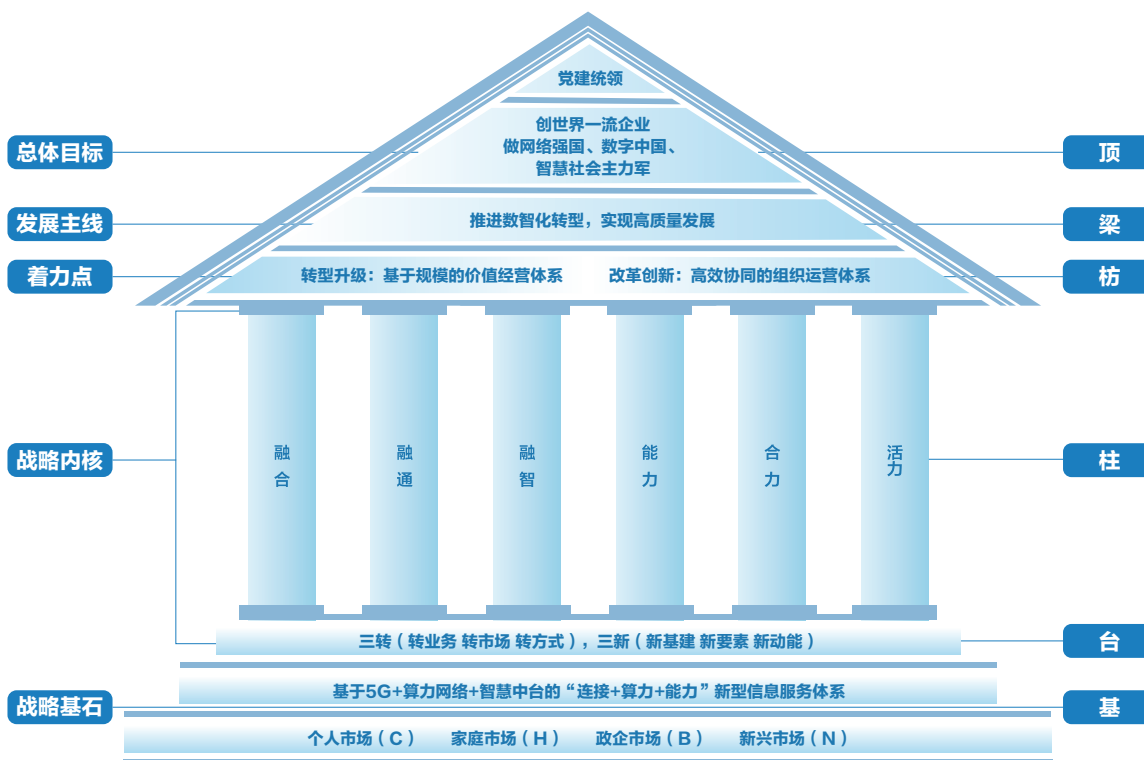 党建统领
总体目标
创世界一流企业
做网络强国、数字中国、
智慧社会主力军
顶
发展主线
推进数智化转型，实现高质量发展
梁
着力点
转型升级：基于规模的价值经营体系
改革创新：高效协同的组织运营体系
枋
战略内核
融合
融通
融智
能力
合力
活力
柱
三转（转业务 转市场 转方式），三新（新基建 新要素 新动能）
台
战略基石
基于5G+算力网络+智慧中台的“连接+算力+能力”新型信息服务体系
基
个人市场（C） 家庭市场（H） 政企市场（B） 新兴市场（N）